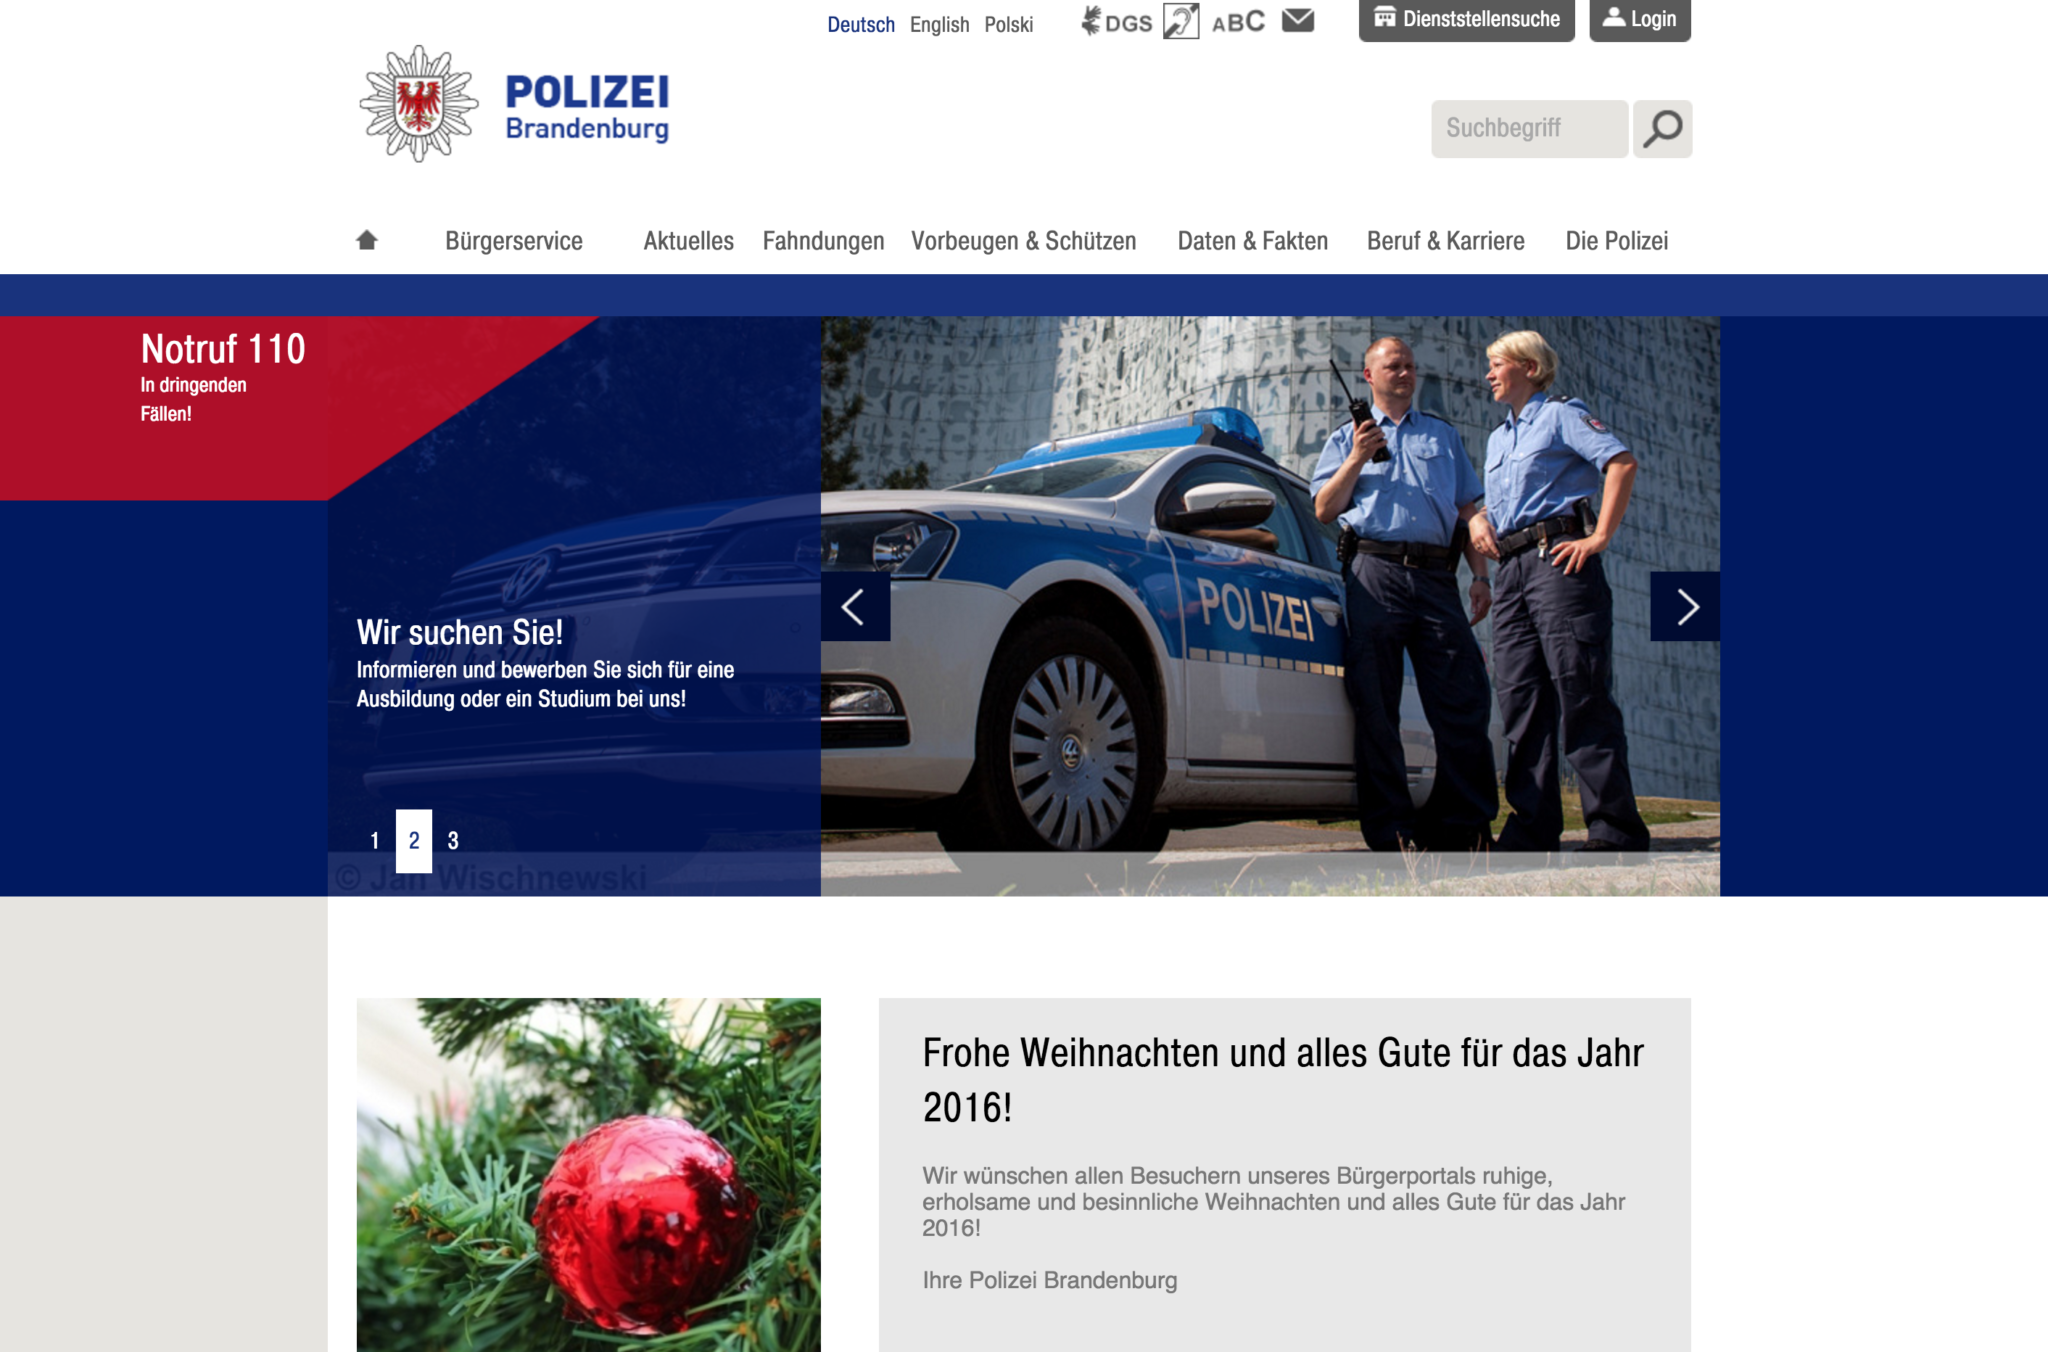 Deutsch English Polski DGS ABC Dienststellensuche Login
POLIZEI
Brandenburg
Suchbegriff
Bürgerservice Aktuelles Fahndungen Vorbeugen & Schützen Daten & Fakten Beruf & Karriere Die Polizei
Notruf 110
In dringenden
Fällen!
POLIZEI
Wir suchen Sie!
Informieren und bewerben Sie sich für eine
Ausbildung oder ein Studium bei uns!
1 2 3
© Jan Wischnewski
Frohe Weihnachten und alles Gute für das Jahr
2016!
Wir wünschen allen Besuchern unseres Bürgerportals ruhige,
erholsame und besinnliche Weihnachten und alles Gute für das Jahr
2016!
Ihre Polizei Brandenburg